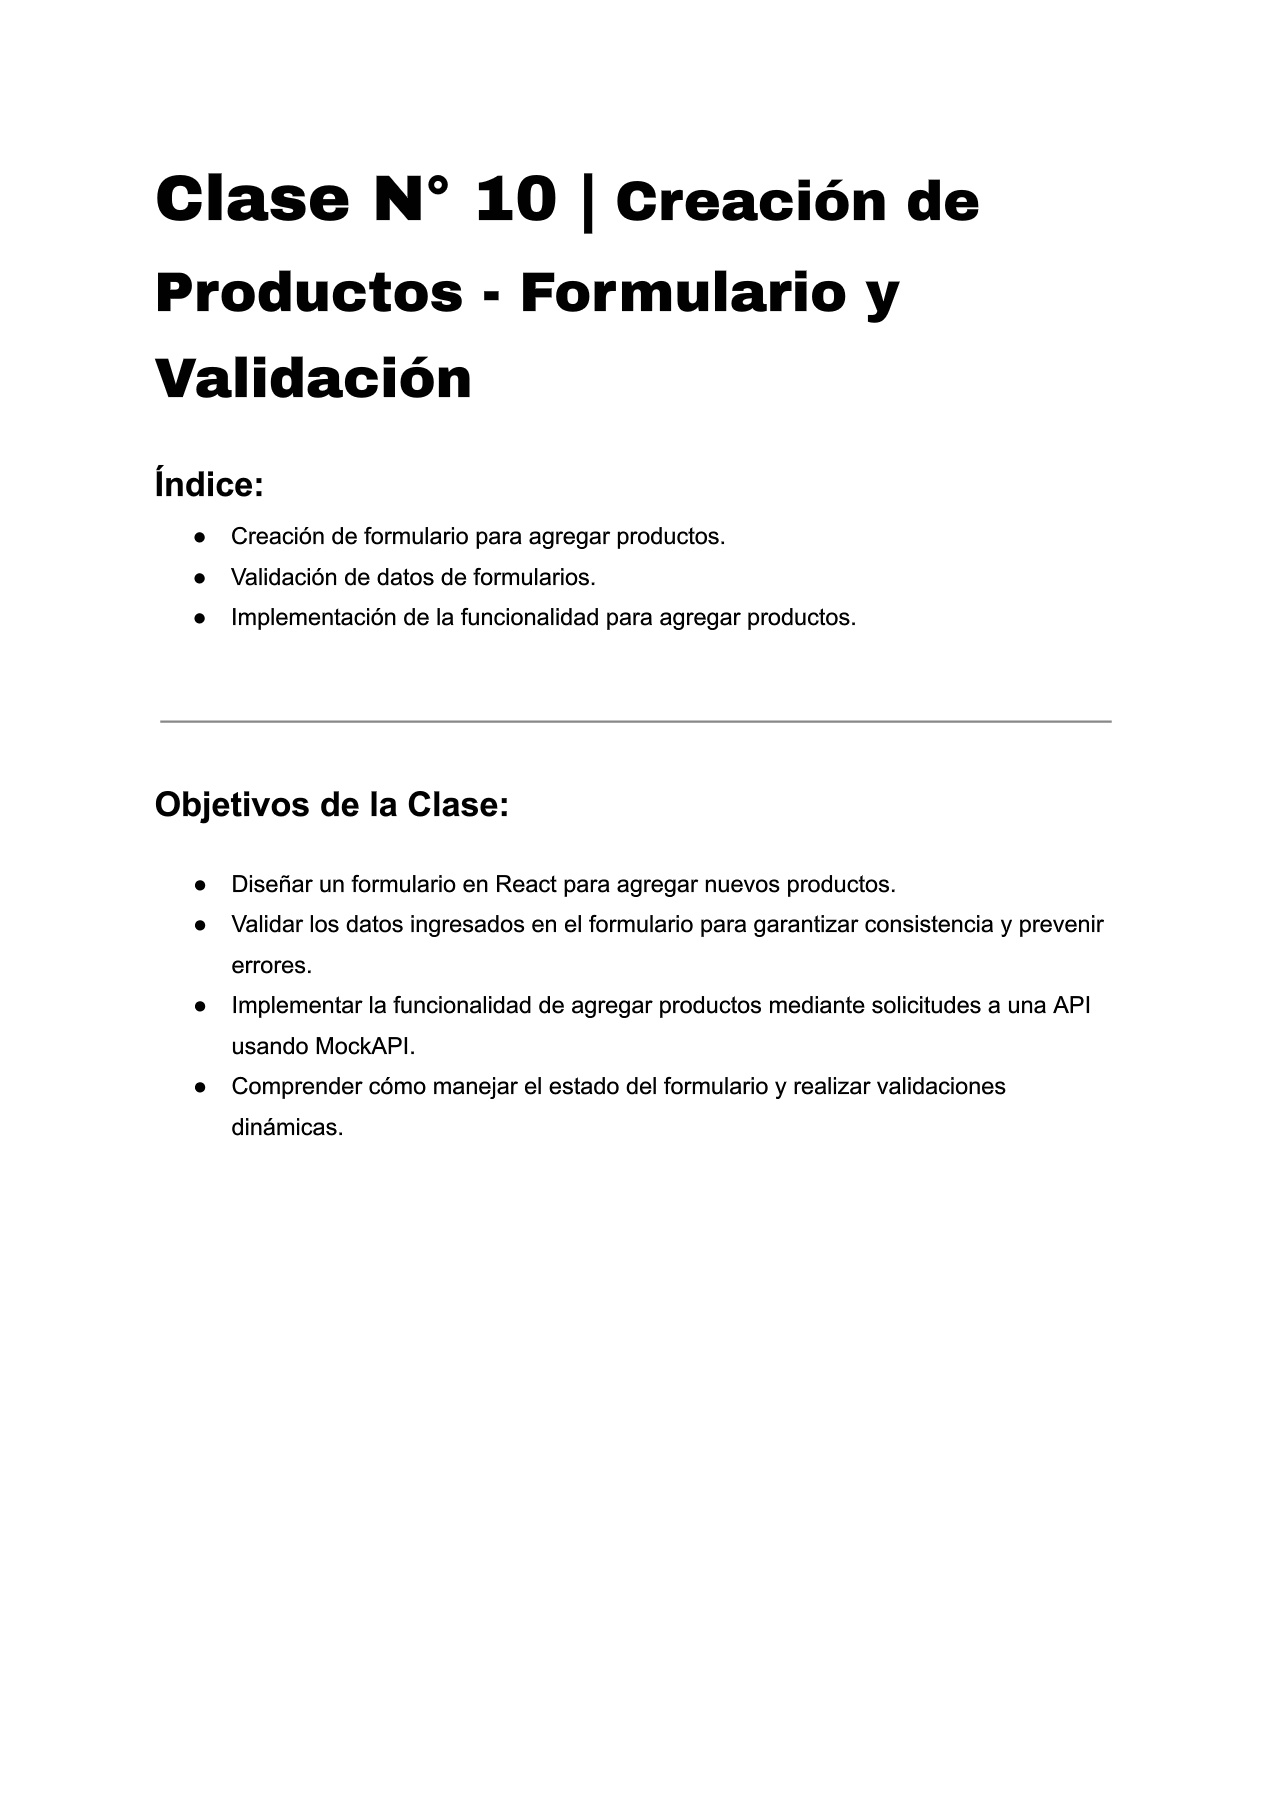 Clase N° 10 | Creación de
Productos - Formulario y
Validación
Índice:
● Creación de formulario para agregar productos.
● Validación de datos de formularios.
● Implementación de la funcionalidad para agregar productos.
Objetivos de la Clase:
● Diseñar un formulario en React para agregar nuevos productos.
● Validar los datos ingresados en el formulario para garantizar consistencia y prevenir
errores.
● Implementar la funcionalidad de agregar productos mediante solicitudes a una API
usando MockAPI.
● Comprender cómo manejar el estado del formulario y realizar validaciones
dinámicas.